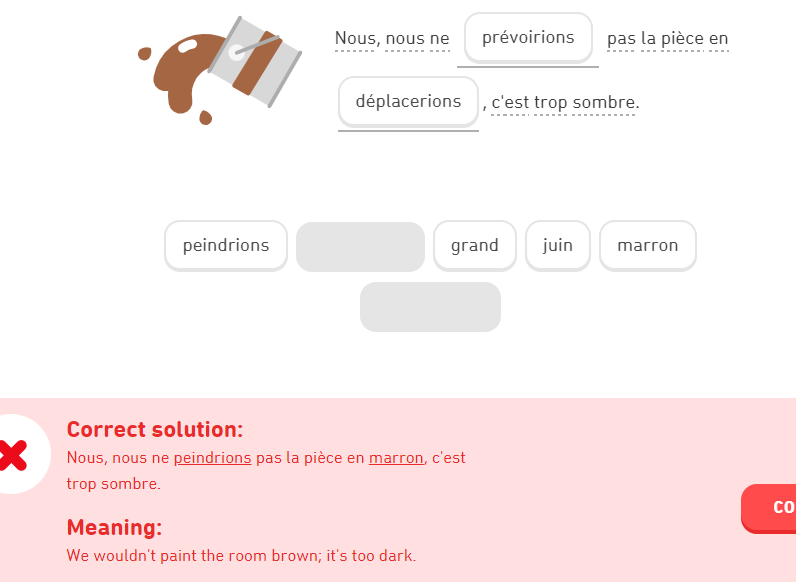 Nous, nous ne prévoirions pas la pièce en
déplacerions , c'est trop sombre.
peindrions grand juin marron
Correct solution:
Nous, nous ne peindrions pas la pièce en marron, c'est
trop sombre.
CO
Meaning:
We wouldn't paint the room brown; it's too dark.